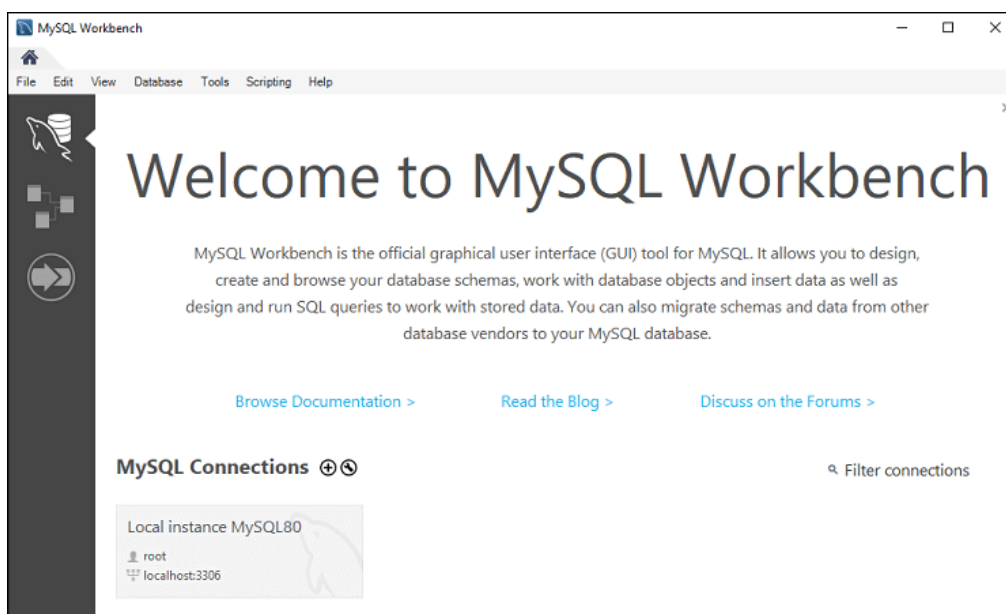 MySQL Workbench
File Edit View Database Tools Scripting Help
Welcome to MySQL Workbench
MySQL Workbench is the official graphical user interface (GUI) tool for MySQL. It allows you to design,
create and browse your database schemas, work with database objects and insert data as well as
design and run SQL queries to work with stored data. You can also migrate schemas and data from other
database vendors to your MySQL database.
Browse Documentation > Read the Blog > Discuss on the Forums >
MySQL Connections Filter connections
Local instance MySQL80
root
localhost:3306